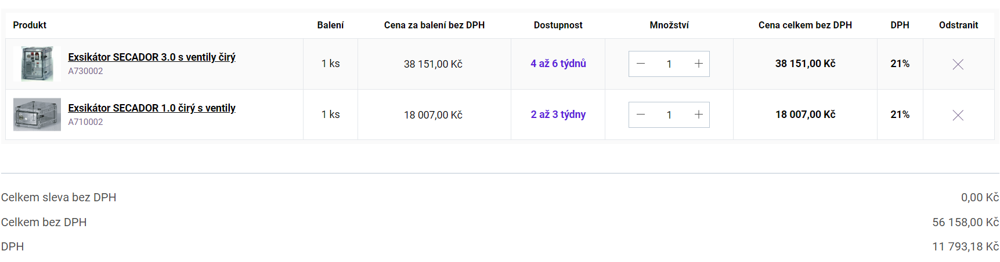 Produkt Balení Cena za balení bez DPH Dostupnost Množství Cena celkem bez DPH DPH Odstranit
Exsikátor SECADOR 3.0 s ventily čirý
A730002
1 ks 38 151,00 Kč 4 až 6 týdnů 1 38 151,00 Kč 21%
Exsikátor SECADOR 1.0 čirý s ventily
A710002
1 ks 18 007,00 Kč 2 až 3 týdny 1 18 007,00 Kč 21%
Celkem sleva bez DPH 0,00 Kč
Celkem bez DPH 56 158,00 Kč
DPH 11 793,18 Kč